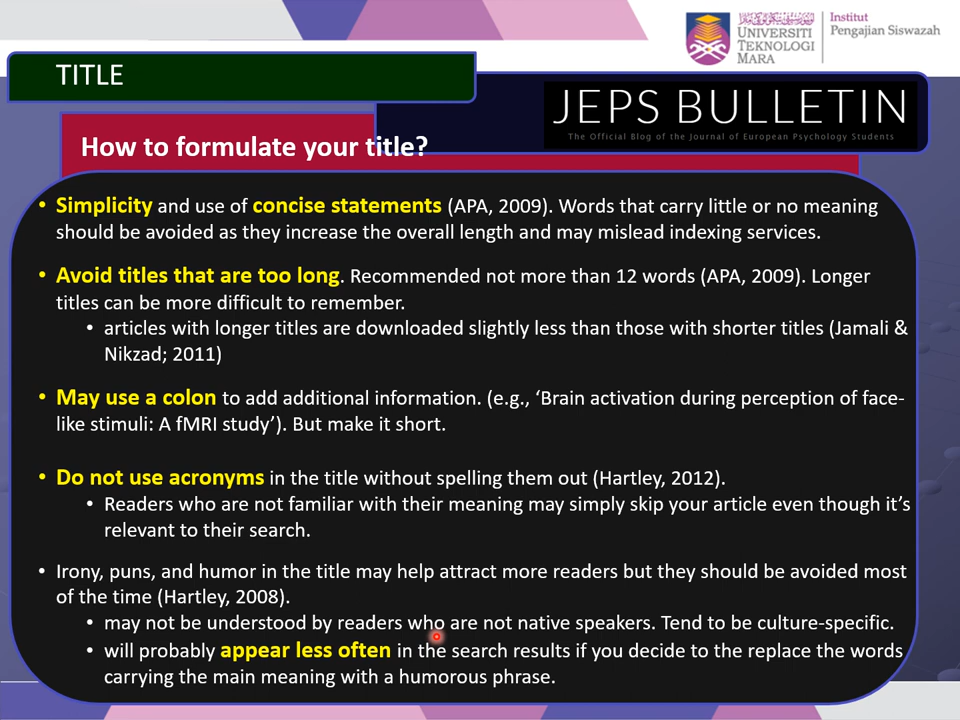 UNIVERSITI
TEKNOLOGI
MARA
Institut
Pengajian Siswazah
TITLE
JEPS BULLETIN
The Official Blog of the Journal of European Psychology Students
How to formulate your title?
• Simplicity and use of concise statements (APA, 2009). Words that carry little or no meaning
should be avoided as they increase the overall length and may mislead indexing services.
• Avoid titles that are too long. Recommended not more than 12 words (APA, 2009). Longer
titles can be more difficult to remember.
• articles with longer titles are downloaded slightly less than those with shorter titles (Jamali &
Nikzad; 2011)
• May use a colon to add additional information. (e.g., ‘Brain activation during perception of face-
like stimuli: A fMRI study’). But make it short.
• Do not use acronyms in the title without spelling them out (Hartley, 2012).
• Readers who are not familiar with their meaning may simply skip your article even though it’s
relevant to their search.
• Irony, puns, and humor in the title may help attract more readers but they should be avoided most
of the time (Hartley, 2008).
• may not be understood by readers who are not native speakers. Tend to be culture-specific.
• will probably appear less often in the search results if you decide to the replace the words
carrying the main meaning with a humorous phrase.